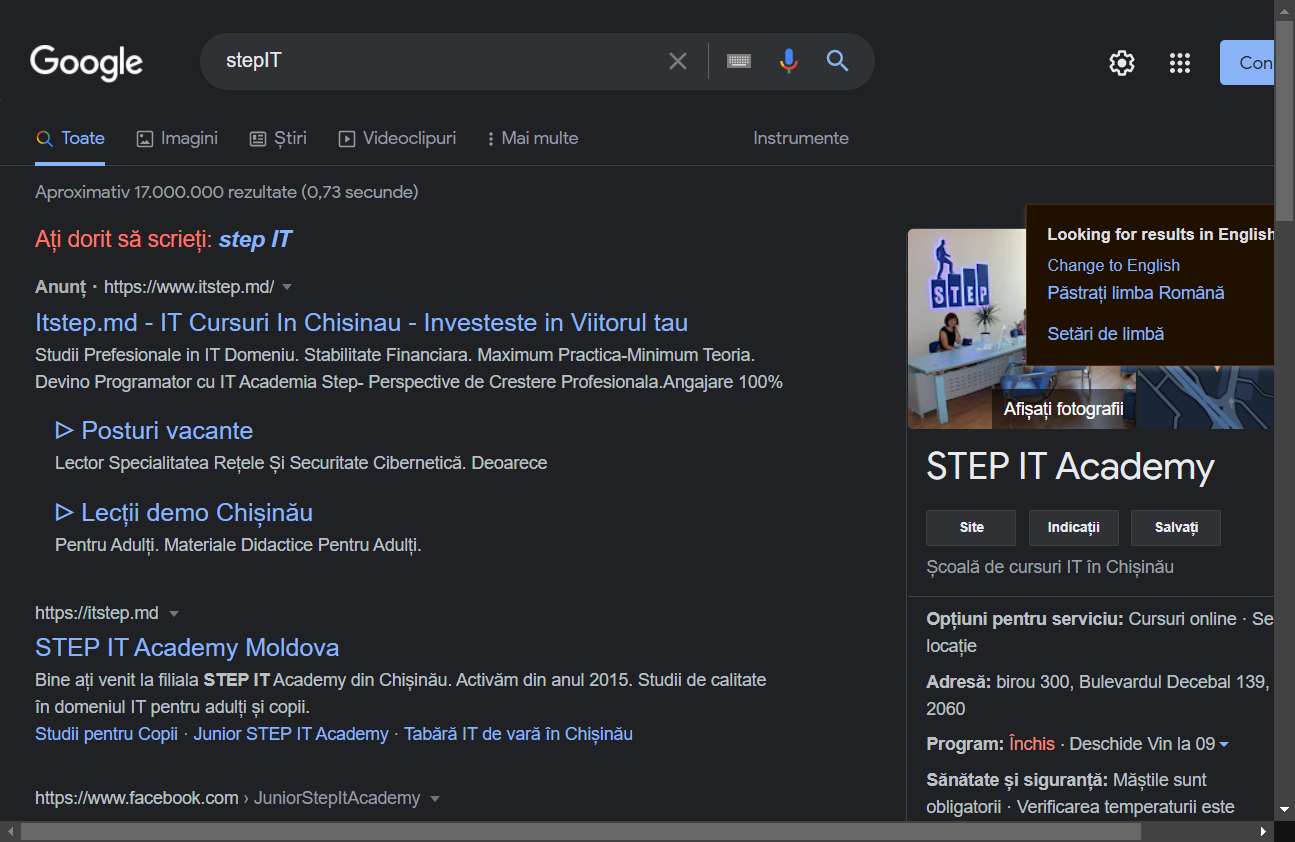 Google
stepIT
Con
Toate
Imagini
Știri
Videoclipuri
Mai multe
Instrumente
Aproximativ 17.000.000 rezultate (0,73 secunde)
Ați dorit să scrieți: step IT
Anunț · https://www.itstep.md/
Itstep.md - IT Cursuri In Chisinau - Investeste in Viitorul tau
Studii Prefesionale in IT Domeniu. Stabilitate Financiara. Maximum Practica-Minimum Teoria.
Devino Programator cu IT Academia Step- Perspective de Crestere Profesionala.Angajare 100%
ᐅ Posturi vacante
Lector Specialitatea Rețele Și Securitate Cibernetică. Deoarece
ᐅ Lecții demo Chișinău
Pentru Adulți. Materiale Didactice Pentru Adulți.
https://itstep.md
STEP IT Academy Moldova
Bine ați venit la filiala STEP IT Academy din Chișinău. Activăm din anul 2015. Studii de calitate
în domeniul IT pentru adulți și copii.
Studii pentru Copii · Junior STEP IT Academy · Tabără IT de vară în Chișinău
https://www.facebook.com › JuniorStepItAcademy
Looking for results in English
Change to English
Păstrați limba Română
Setări de limbă
STEP
Afișați fotografii
STEP IT Academy
Site
Indicații
Salvați
Școală de cursuri IT în Chișinău
Opțiuni pentru serviciu: Cursuri online · Se
locație
Adresă: birou 300, Bulevardul Decebal 139,
2060
Program: Închis · Deschide Vin la 09
Sănătate și siguranță: Măștile sunt
obligatorii · Verificarea temperaturii este